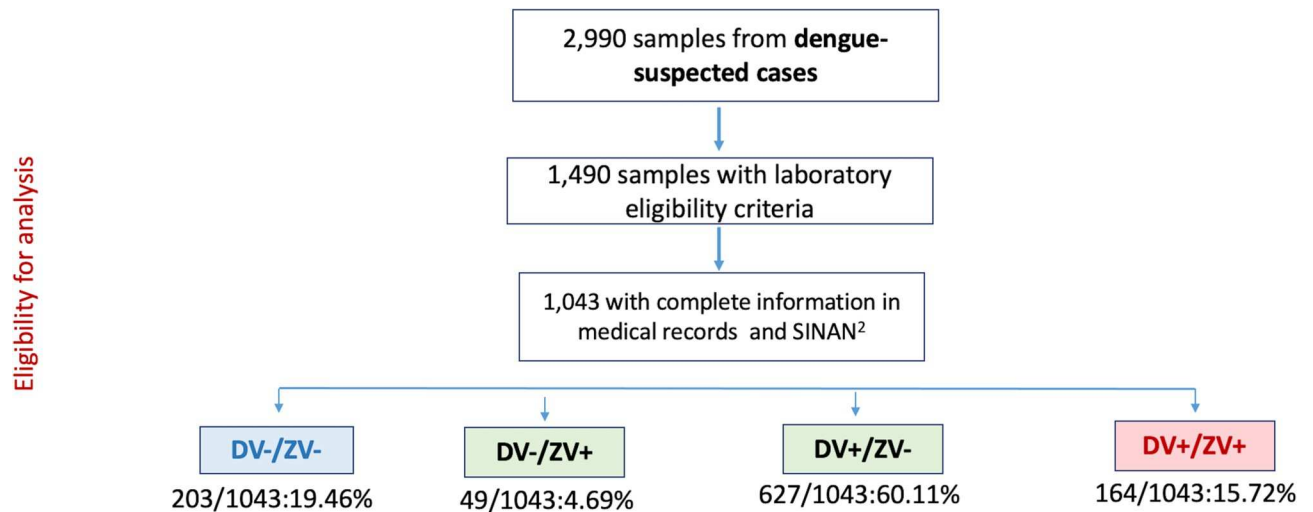 Eligibility for analysis
2,990 samples from dengue-
suspected cases
1,490 samples with laboratory
eligibility criteria
1,043 with complete information in
medical records and SINAN²
DV-/ZV-
DV-/ZV+
DV+/ZV-
DV+/ZV+
203/1043:19.46%
49/1043:4.69%
627/1043:60.11%
164/1043:15.72%